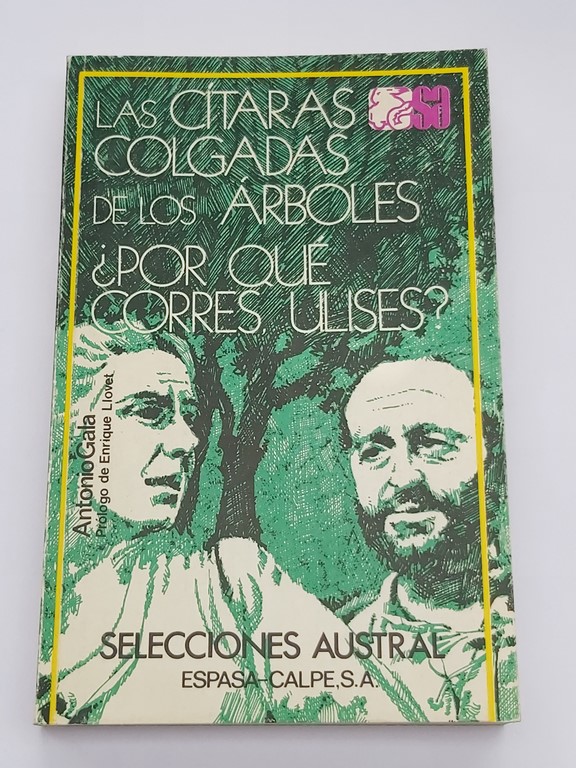 LAS CÍTARAS
COLGADAS
DE LOS ÁRBOLES
¿POR QUÉ
CORRES ULISES?
Sa
Antonio Gala
Prólogo de Enrique Llovet
SELECCIONES AUSTRAL
ESPASA-CALPE, S.A.